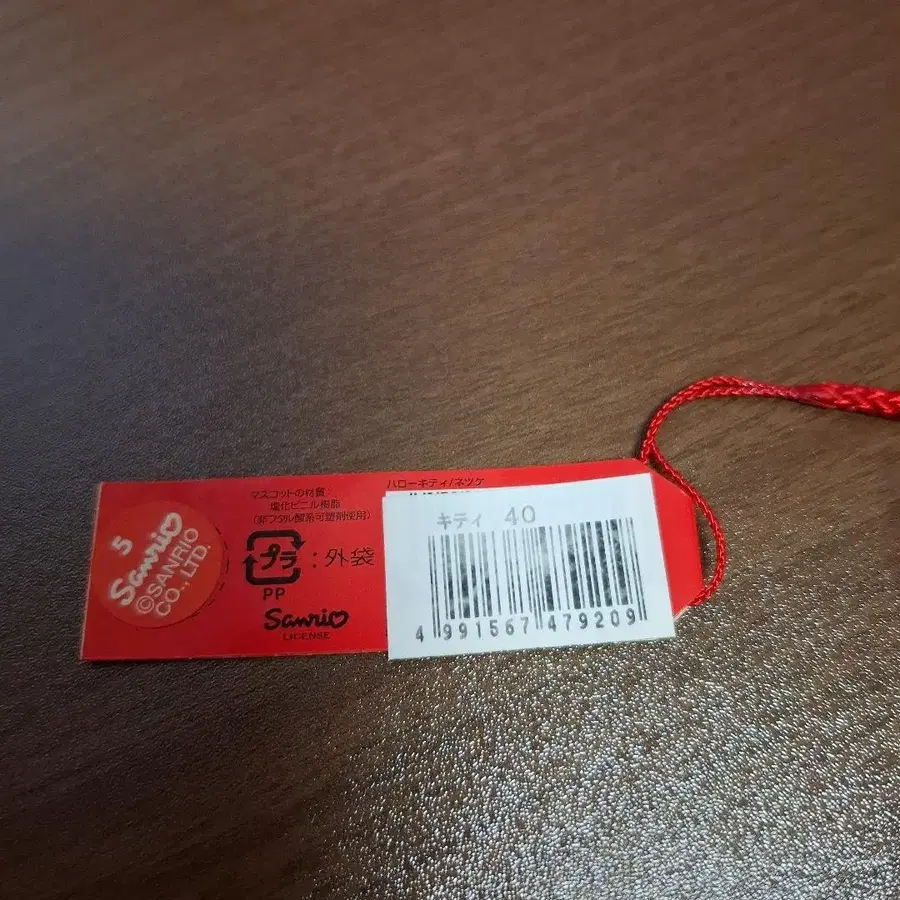 5
Sanrio
©SANRIO
CO.,LTD.
マスコットの材質:
塩化ビニル樹脂
(非フタル酸系可塑剤使用)
プラ
:外袋
PP
Sanrio
LICENSE
ハローキティ/ネツケ
キティ 40
4 991567 479209